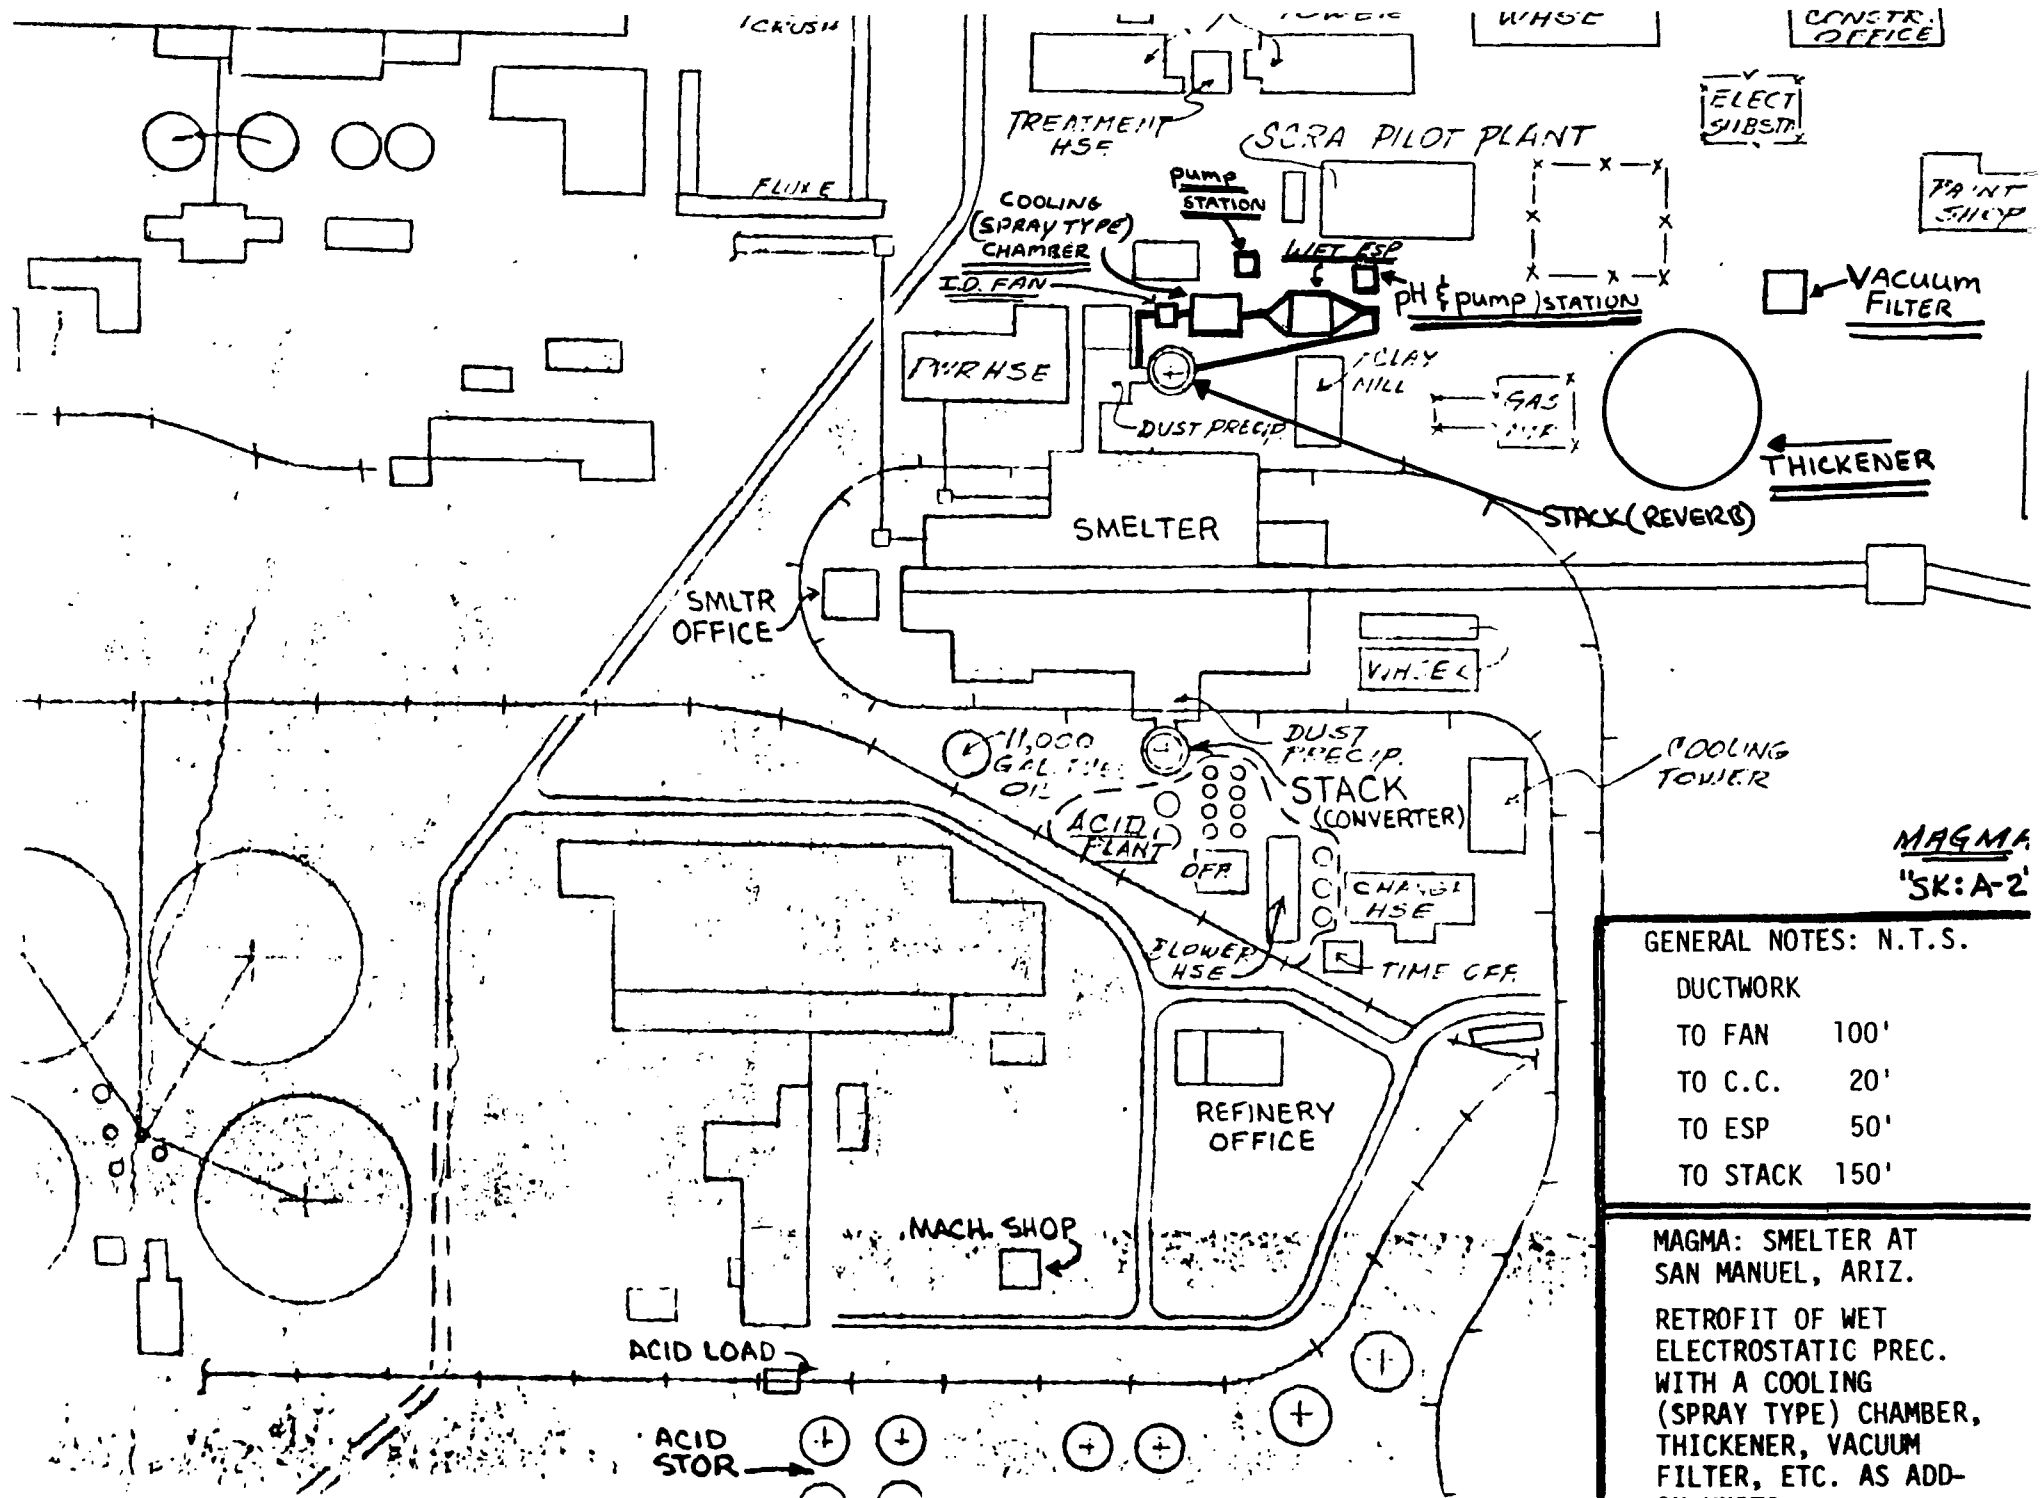 TOWER
WHSE
CONSTR.
OFFICE
ELECT
SUBST.
TREATMENT
HSE
SCRA PILOT PLANT
PAINT
SHOP
pump
STATION
COOLING
(SPRAY TYPE)
CHAMBER
WET ESP
I.D. FAN
pH & pump) STATION
VACUUM
FILTER
PWR HSE
CLAY
MILL
GAS
DUST PRECIP.
THICKENER
STACK (REVERB)
SMELTER
SMLTR
OFFICE
11,000
GAL
OIL
DUST
PRECIP.
STACK
(CONVERTER)
COOLING
TOWER
ACID
PLANT
OFF.
CHANGE
HSE
BLOWER
HSE
TIME OFF.
MAGMA
"SK: A-2"
GENERAL NOTES: N.T.S.
DUCTWORK
TO FAN 100'
TO C.C. 20'
TO ESP 50'
TO STACK 150'
REFINERY
OFFICE
MACH. SHOP
MAGMA: SMELTER AT
SAN MANUEL, ARIZ.
RETROFIT OF WET
ELECTROSTATIC PREC.
WITH A COOLING
(SPRAY TYPE) CHAMBER,
THICKENER, VACUUM
FILTER, ETC. AS ADD-
ACID LOAD
ACID
STOR